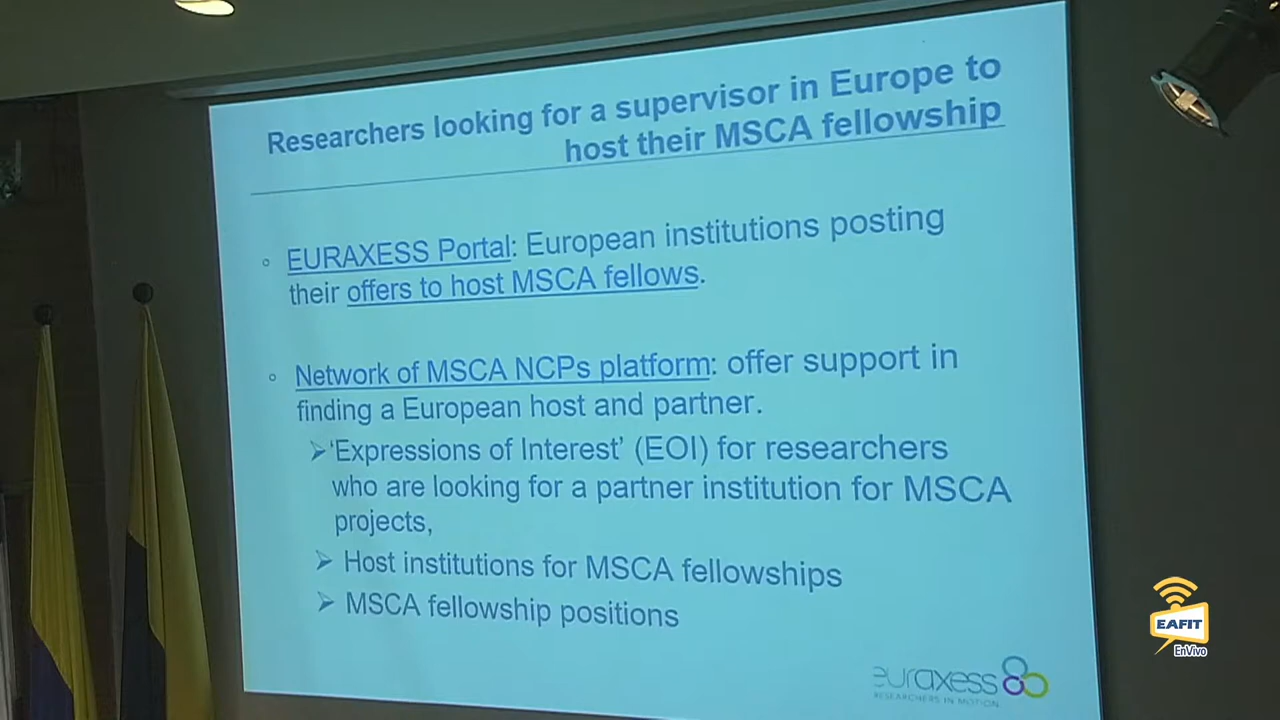 Researchers looking for a supervisor in Europe to
host their MSCA fellowship
◦ EURAXESS Portal: European institutions posting
their offers to host MSCA fellows.
◦ Network of MSCA NCPs platform: offer support in
finding a European host and partner.
➢ 'Expressions of Interest' (EOI) for researchers
who are looking for a partner institution for MSCA
projects,
➢ Host institutions for MSCA fellowships
➢ MSCA fellowship positions
euraxess
RESEARCHERS IN MOTION
EAFIT
EnVivo